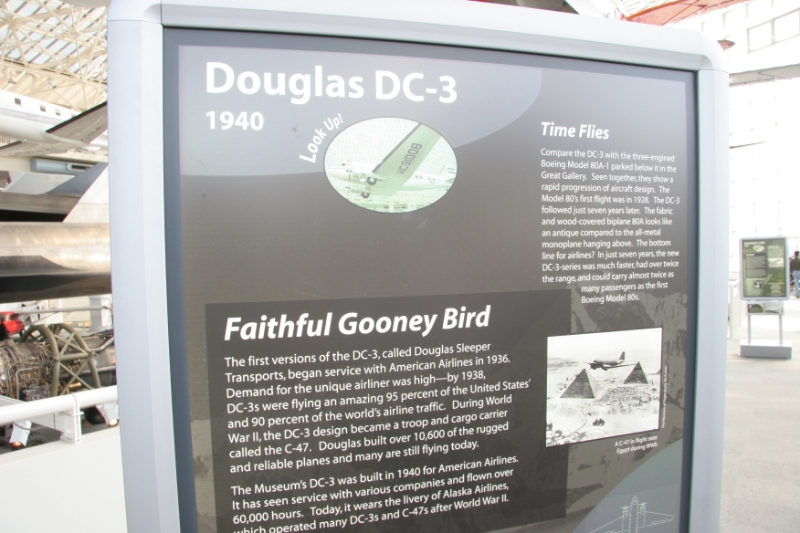 Douglas DC-3
1940
Look Up!
NC91008
Time Flies
Compare the DC-3 with the three-engined
Boeing Model 80A-1 parked below it in the
Great Gallery. Seen together, they show a
rapid progression of aircraft design. The
Model 80's first flight was in 1928. The DC-3
followed just seven years later. The fabric
and wood-covered biplane 80A looks like
an antique compared to the all-metal
monoplane hanging above. The bottom
line for airlines? In just seven years, the new
DC-3-series was much faster, had over twice
the range, and could carry almost twice as
many passengers as the first
Boeing Model 80s.
Faithful Gooney Bird
The first versions of the DC-3, called Douglas Sleeper
Transports, began service with American Airlines in 1936.
Demand for the unique airliner was high—by 1938,
DC-3s were flying an amazing 95 percent of the United States'
and 90 percent of the world's airline traffic. During World
War II, the DC-3 design became a troop and cargo carrier
called the C-47. Douglas built over 10,600 of the rugged
and reliable planes and many are still flying today.
The Museum's DC-3 was built in 1940 for American Airlines.
It has seen service with various companies and flown over
60,000 hours. Today, it wears the livery of Alaska Airlines,
which operated many DC-3s and C-47s after World War II.
A C-47 in flight over
Egypt during WWII